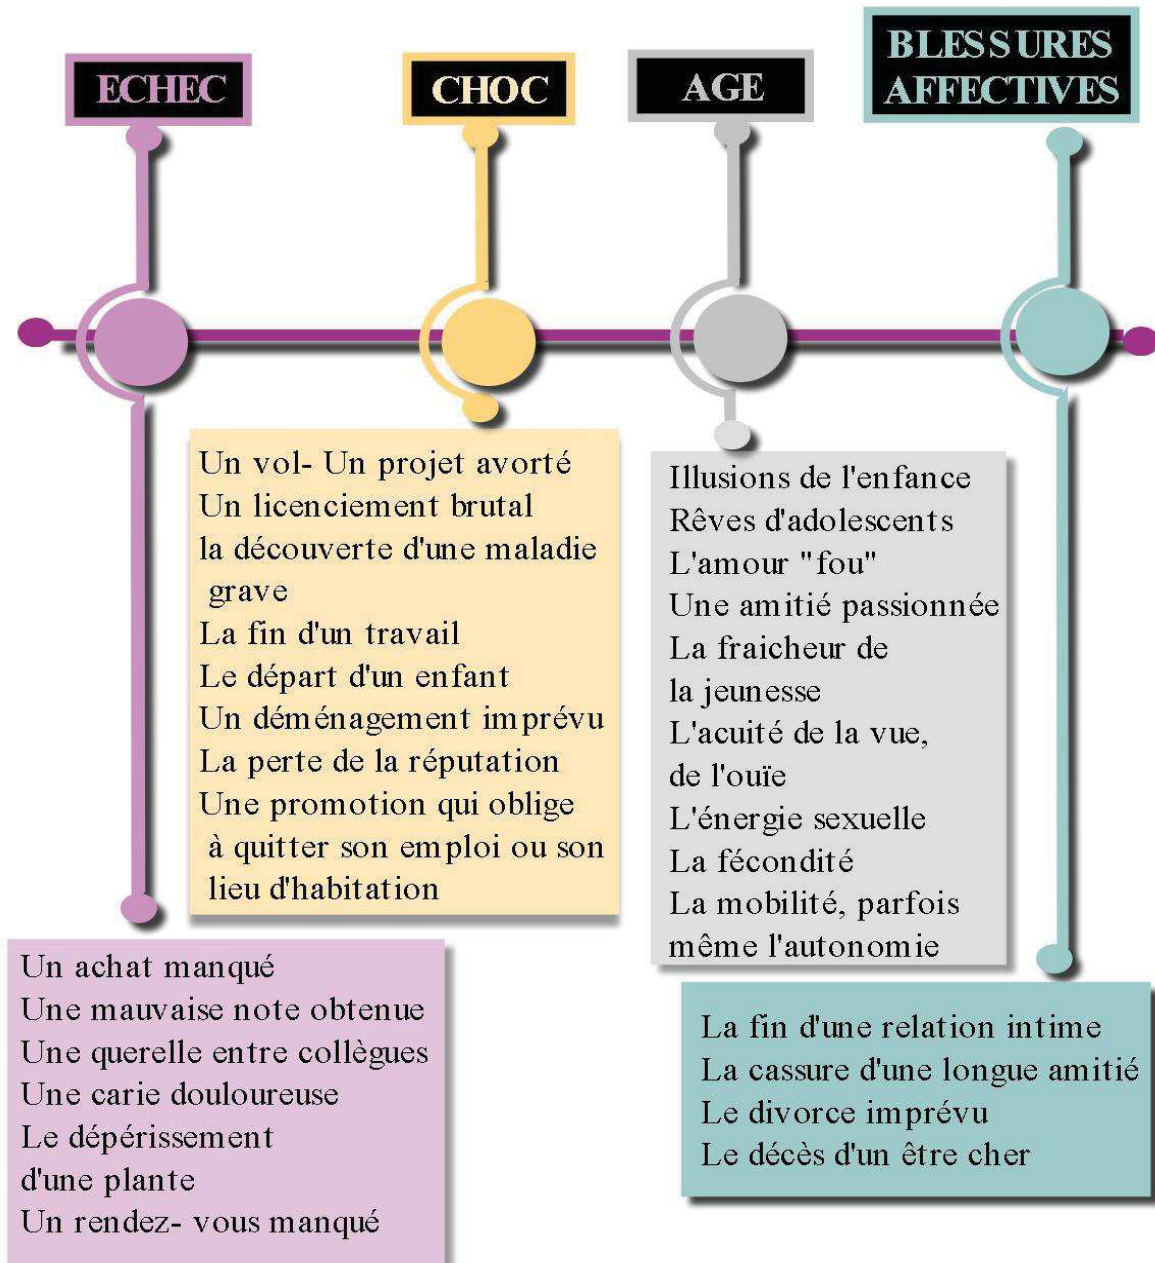 ECHEC
CHOC
AGE
BLESSURES
AFFECTIVES
Un vol- Un projet avorté
Un licenciement brutal
la découverte d'une maladie
grave
La fin d'un travail
Le départ d'un enfant
Un déménagement imprévu
La perte de la réputation
Une promotion qui oblige
à quitter son emploi ou son
lieu d'habitation
Illusions de l'enfance
Rêves d'adolescents
L'amour "fou"
Une amitié passionnée
La fraicheur de
la jeunesse
L'acuité de la vue,
de l'ouïe
L'énergie sexuelle
La fécondité
La mobilité, parfois
même l'autonomie
Un achat manqué
Une mauvaise note obtenue
Une querelle entre collègues
Une carie douloureuse
Le dépérissement
d'une plante
Un rendez- vous manqué
La fin d'une relation intime
La cassure d'une longue amitié
Le divorce imprévu
Le décès d'un être cher